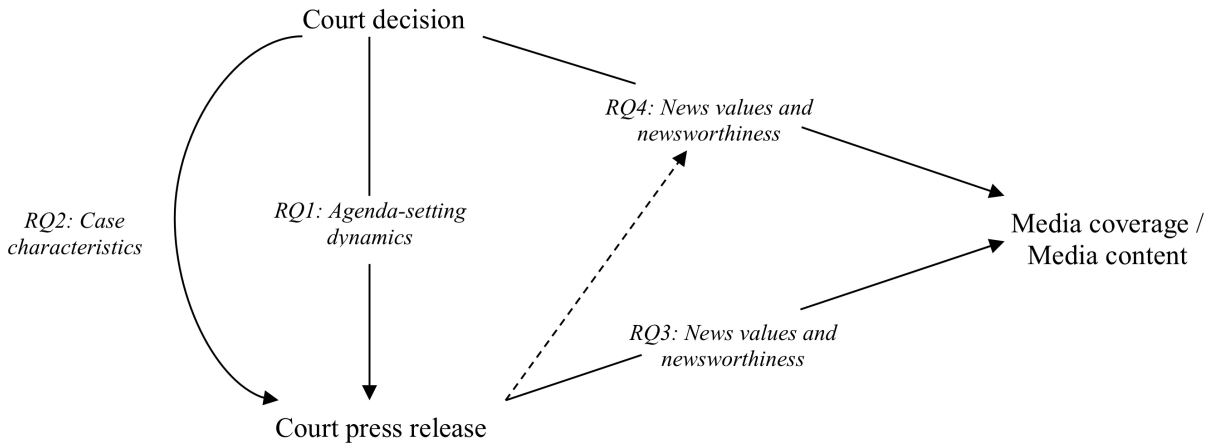 Court decision
RQ4: News values and
newsworthiness
RQ2: Case
characteristics
RQ1: Agenda-setting
dynamics
Media coverage /
Media content
RQ3: News values and
newsworthiness
Court press release